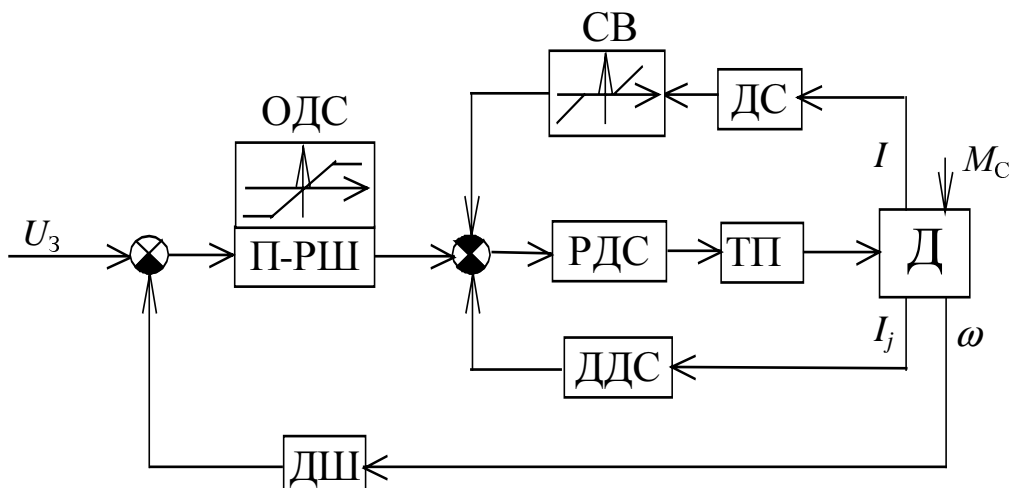 СВ
ОДС
ДС
I
M_С
U_З
П-РШ
РДС
ТП
Д
I_j
ω
ДДС
ДШ